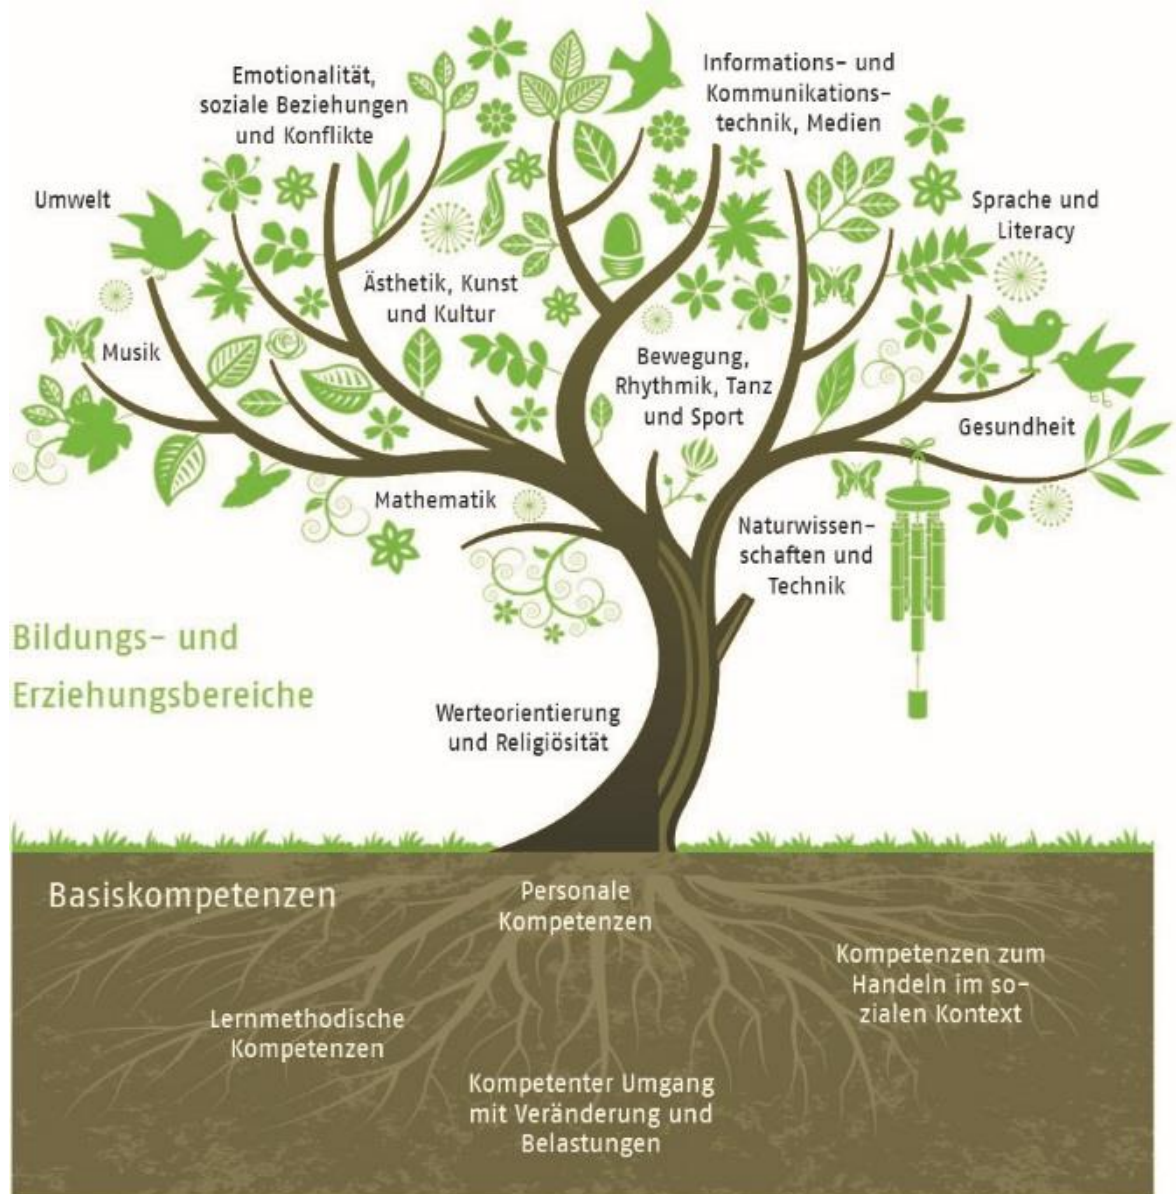 Emotionalität,
soziale Beziehungen
und Konflikte
Informations- und
Kommunikations-
technik, Medien
Umwelt
Sprache und
Literacy
Ästhetik, Kunst
und Kultur
Musik
Bewegung,
Rhythmik, Tanz
und Sport
Gesundheit
Mathematik
Naturwissen-
schaften und
Technik
Bildungs- und
Erziehungsbereiche
Werteorientierung
und Religiösität
Basiskompetenzen
Personale
Kompetenzen
Kompetenzen zum
Handeln im so-
zialen Kontext
Lernmethodische
Kompetenzen
Kompetenter Umgang
mit Veränderung und
Belastungen